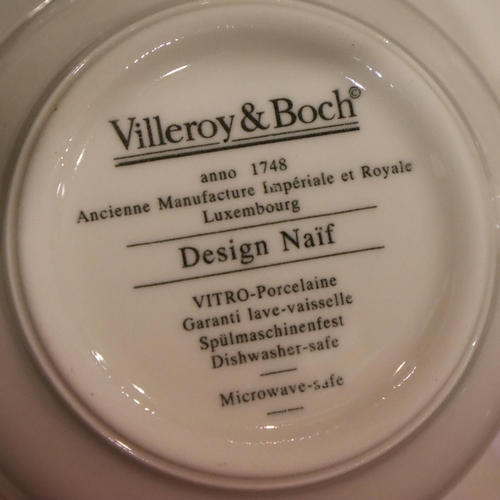 Villeroy & Boch©
anno 1748
Ancienne Manufacture Impériale et Royale
Luxembourg
Design Naïf
VITRO-Porcelaine
Garanti lave-vaisselle
Spülmaschinenfest
Dishwasher-safe
Microwave-safe